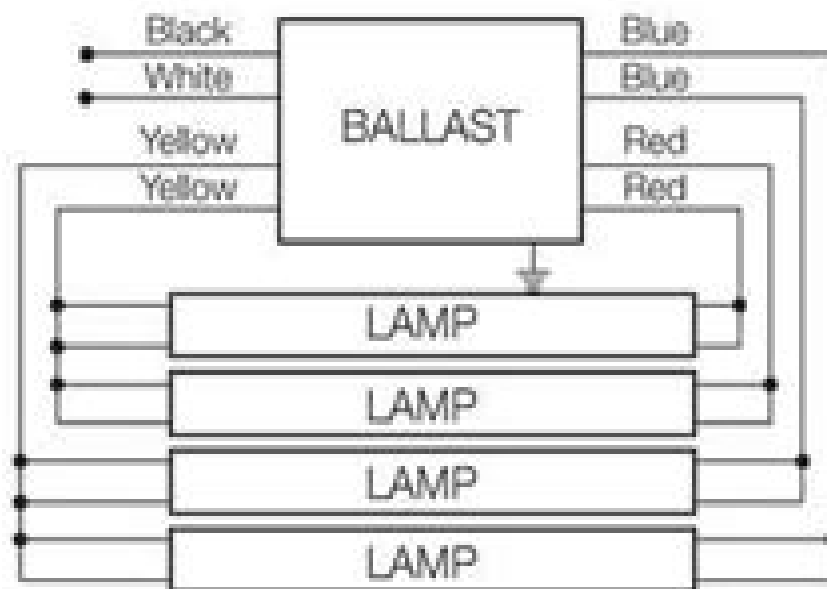 Black
Blue
White
Blue
BALLAST
Yellow
Red
Yellow
Red
LAMP
LAMP
LAMP
LAMP